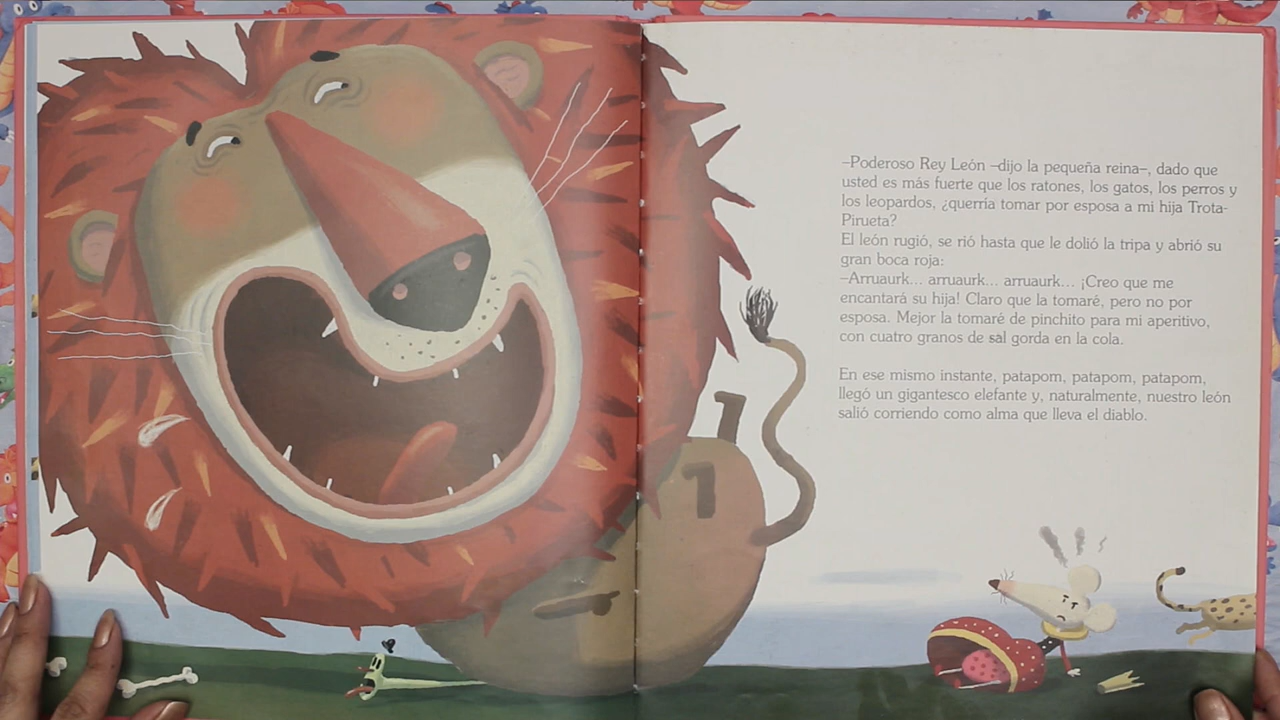 –Poderoso Rey León –dijo la pequeña reina–, dado que
usted es más fuerte que los ratones, los gatos, los perros y
los leopardos, ¿querría tomar por esposa a mi hija Trota-
Pirueta?
El león rugió, se rió hasta que le dolió la tripa y abrió su
gran boca roja:
–Arruaurk... arruaurk... arruaurk... ¡Creo que me
encantará su hija! Claro que la tomaré, pero no por
esposa. Mejor la tomaré de pinchito para mi aperitivo,
con cuatro granos de sal gorda en la cola.
En ese mismo instante, patapom, patapom, patapom,
llegó un gigantesco elefante y, naturalmente, nuestro león
salió corriendo como alma que lleva el diablo.